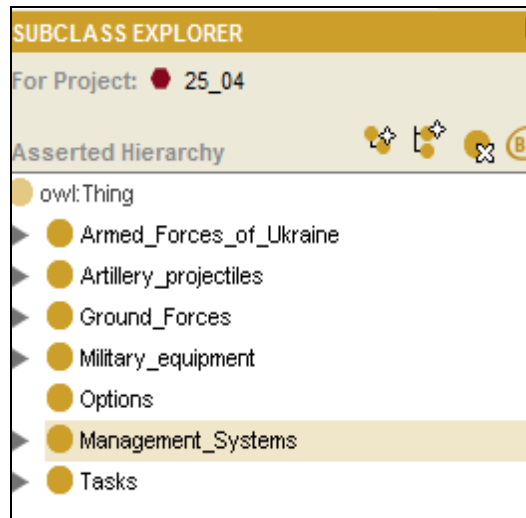 SUBCLASS EXPLORER
For Project: 25_04
Asserted Hierarchy
owl:Thing
Armed_Forces_of_Ukraine
Artillery_projectiles
Ground_Forces
Military_equipment
Options
Management_Systems
Tasks